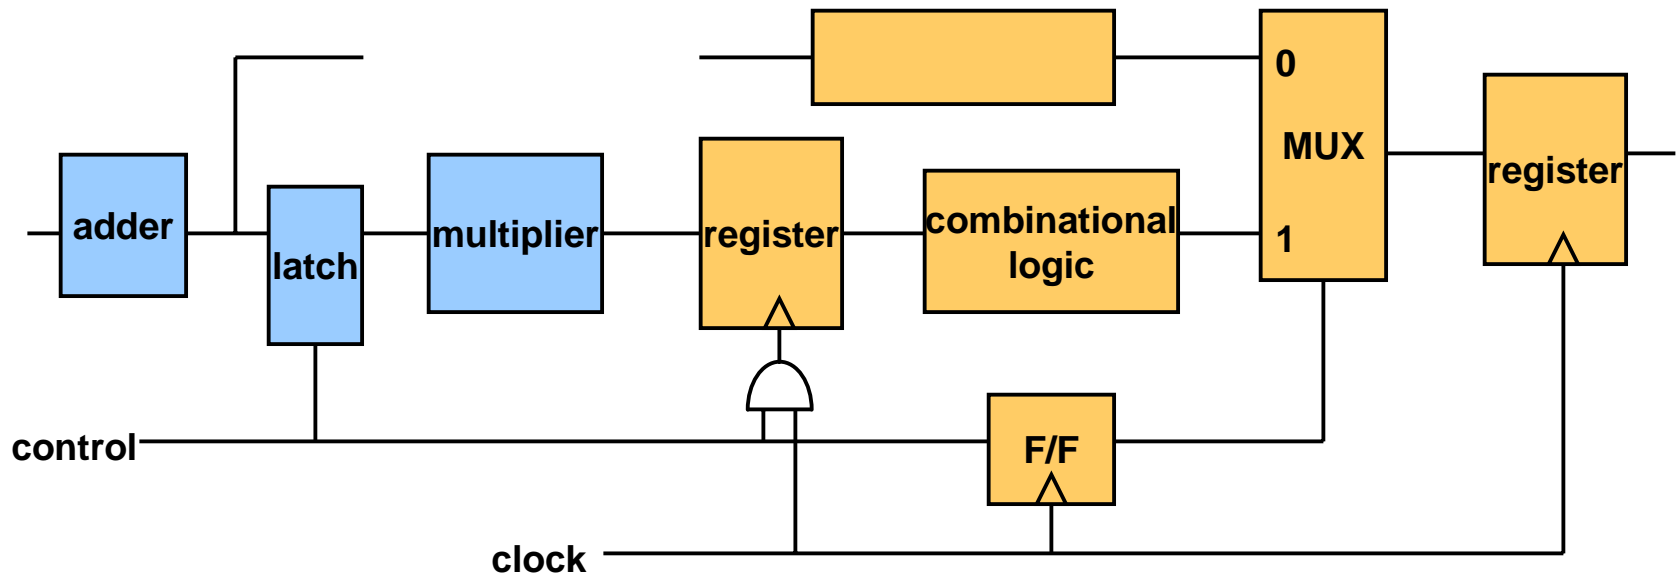 0
MUX
register
adder
latch
multiplier
register
combinational
logic
1
control
F/F
clock